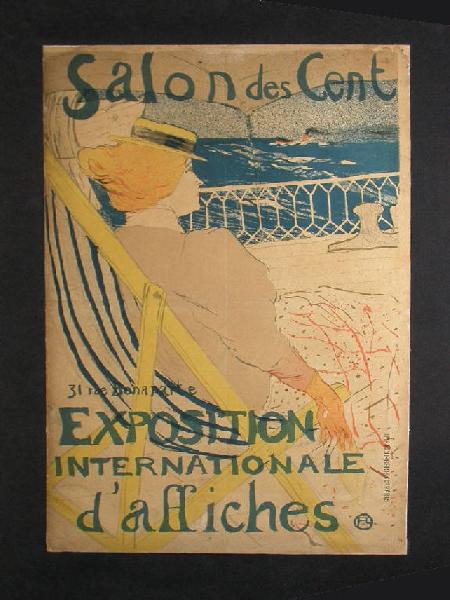 Salon des Cent
31 rue Bonaparte
EXPOSITION
INTERNATIONALE
d'affiches